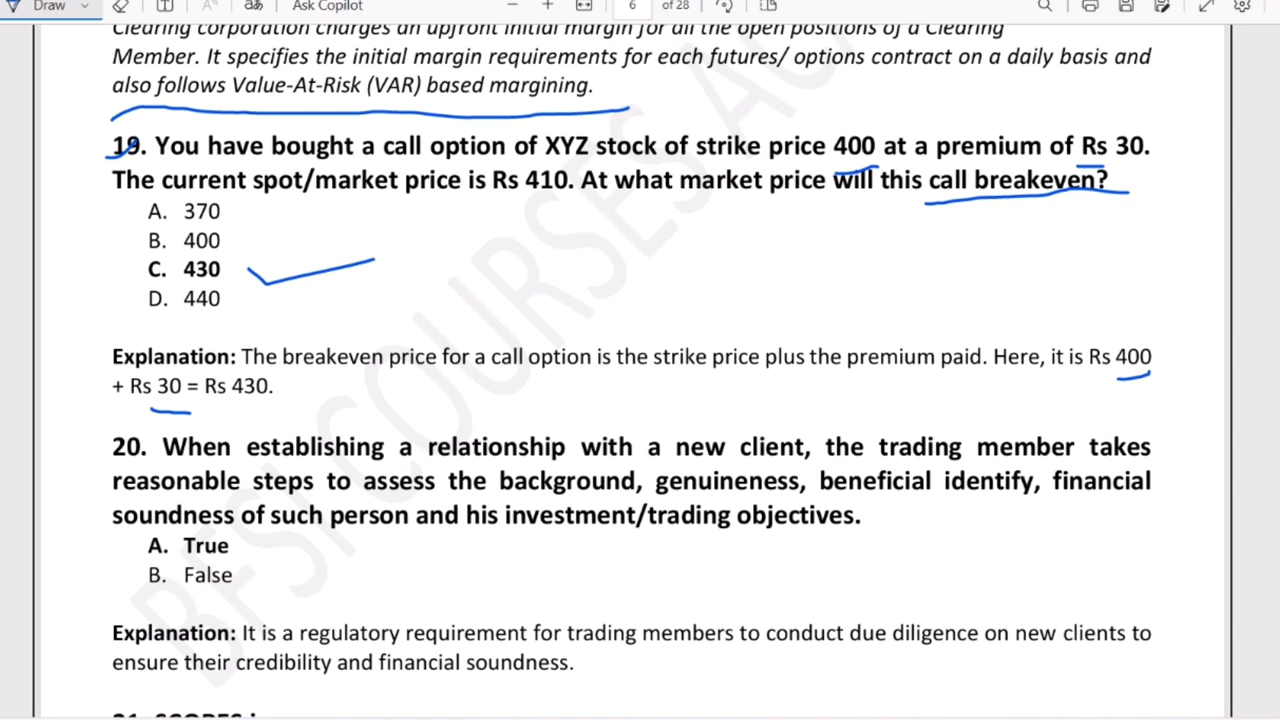 Draw
Ask Copilot
6 of 28
Clearing corporation charges an upfront initial margin for all the open positions of a Clearing
Member. It specifies the initial margin requirements for each futures/ options contract on a daily basis and
also follows Value-At-Risk (VAR) based margining.
19. You have bought a call option of XYZ stock of strike price 400 at a premium of Rs 30.
The current spot/market price is Rs 410. At what market price will this call breakeven?
A. 370
B. 400
C. 430
D. 440
Explanation: The breakeven price for a call option is the strike price plus the premium paid. Here, it is Rs 400
+ Rs 30 = Rs 430.
20. When establishing a relationship with a new client, the trading member takes
reasonable steps to assess the background, genuineness, beneficial identify, financial
soundness of such person and his investment/trading objectives.
A. True
B. False
Explanation: It is a regulatory requirement for trading members to conduct due diligence on new clients to
ensure their credibility and financial soundness.
21. SCORES is
BFSI COURSES AC